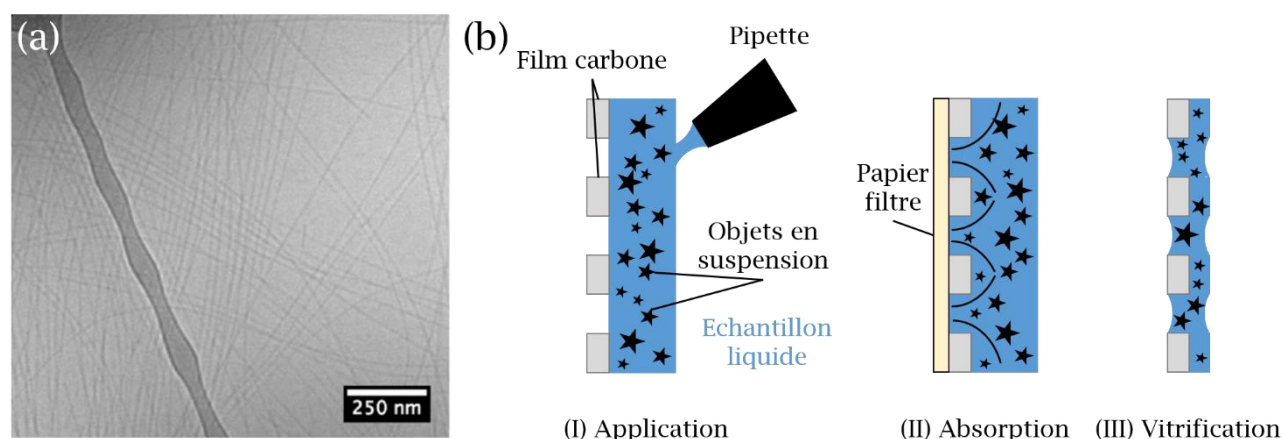 (a)
250 nm
(b)
Pipette
Film carbone
Objets en
suspension
Echantillon
liquide
Papier
filtre
(I) Application
(II) Absorption
(III) Vitrification